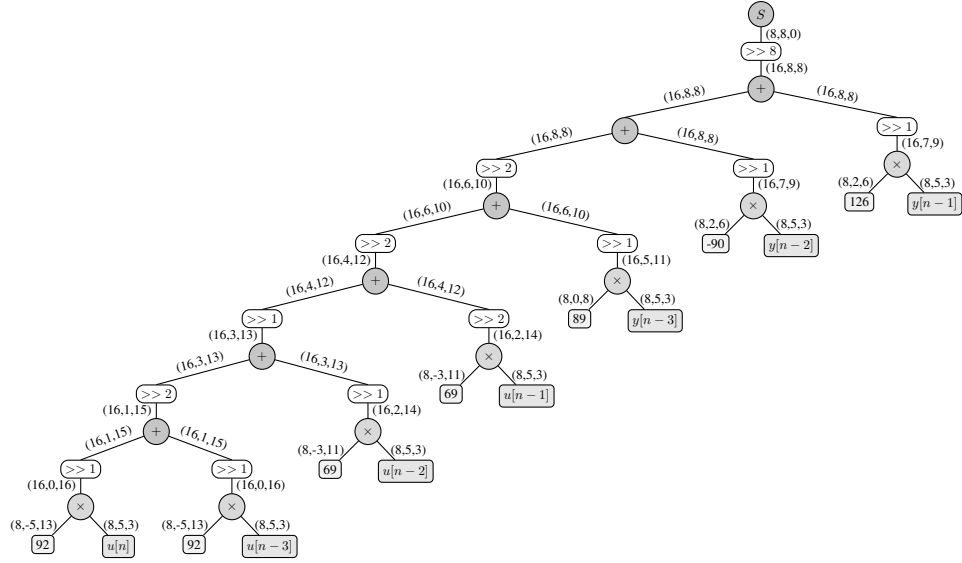 S
(8,8,0)
>> 8
(16,8,8)
+
(16,8,8) (16,8,8)
+ >> 1
(16,8,8) (16,8,8) (16,7,9)
>> 2 >> 1 ×
(16,6,10) (16,7,9) (8,2,6) (8,5,3)
+ × 126 y[n − 1]
(16,6,10) (16,6,10) (8,2,6) (8,5,3)
>> 2 >> 1 -90 y[n − 2]
(16,4,12) (16,5,11)
+ ×
(16,4,12) (16,4,12) (8,0,8) (8,5,3)
>> 1 >> 2 89 y[n − 3]
(16,3,13) (16,2,14)
+ ×
(16,3,13) (16,3,13) (8,-3,11) (8,5,3)
>> 2 >> 1 69 u[n − 1]
(16,1,15) (16,2,14)
+ ×
(16,1,15) (16,1,15) (8,-3,11) (8,5,3)
>> 1 >> 1 69 u[n − 2]
(16,0,16) (16,0,16)
× ×
(8,-5,13) (8,5,3) (8,-5,13) (8,5,3)
92 u[n] 92 u[n − 3]